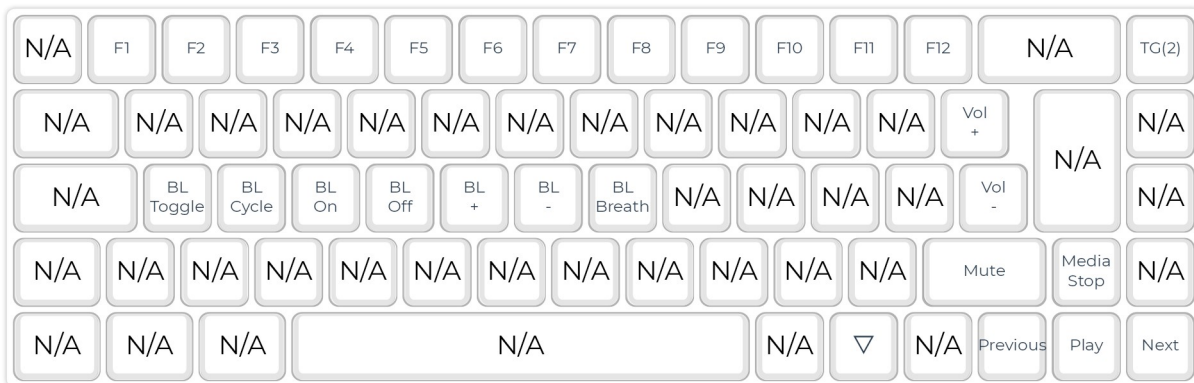 N/A F1 F2 F3 F4 F5 F6 F7 F8 F9 F10 F11 F12 N/A TG(2)
N/A N/A N/A N/A N/A N/A N/A N/A N/A N/A N/A N/A Vol + N/A N/A
N/A BL Toggle BL Cycle BL On BL Off BL + BL - BL Breath N/A N/A N/A N/A Vol - N/A
N/A N/A N/A N/A N/A N/A N/A N/A N/A N/A N/A N/A Mute Media Stop N/A
N/A N/A N/A N/A N/A ▽ N/A Previous Play Next